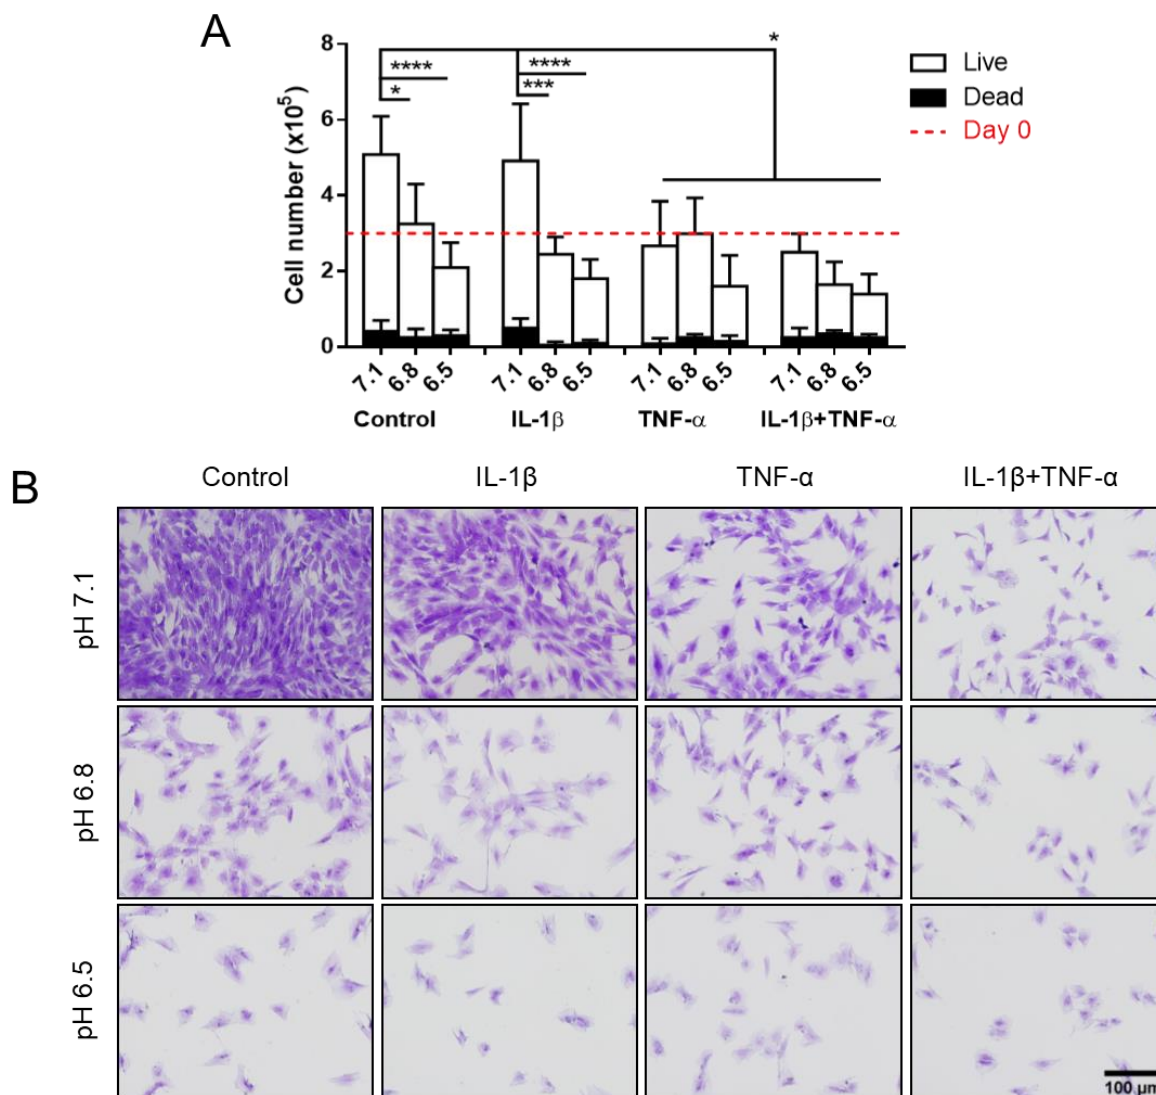 A
Cell number (x10⁵)
8
6
4
2
0
****
*
****
***
*
Live
Dead
Day 0
7.1 6.8 6.5 7.1 6.8 6.5 7.1 6.8 6.5 7.1 6.8 6.5
Control IL-1β TNF-α IL-1β+TNF-α
B
Control IL-1β TNF-α IL-1β+TNF-α
pH 7.1
pH 6.8
pH 6.5
100 µm